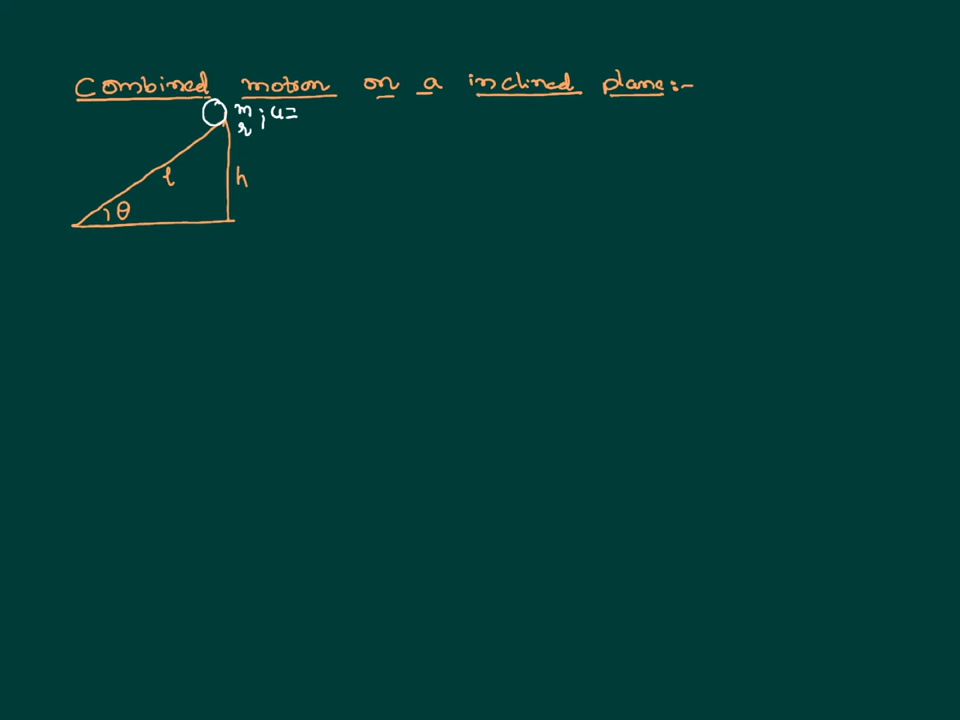 Combined motion on a inclined plane:-
m ; u=
r
l
h
θ